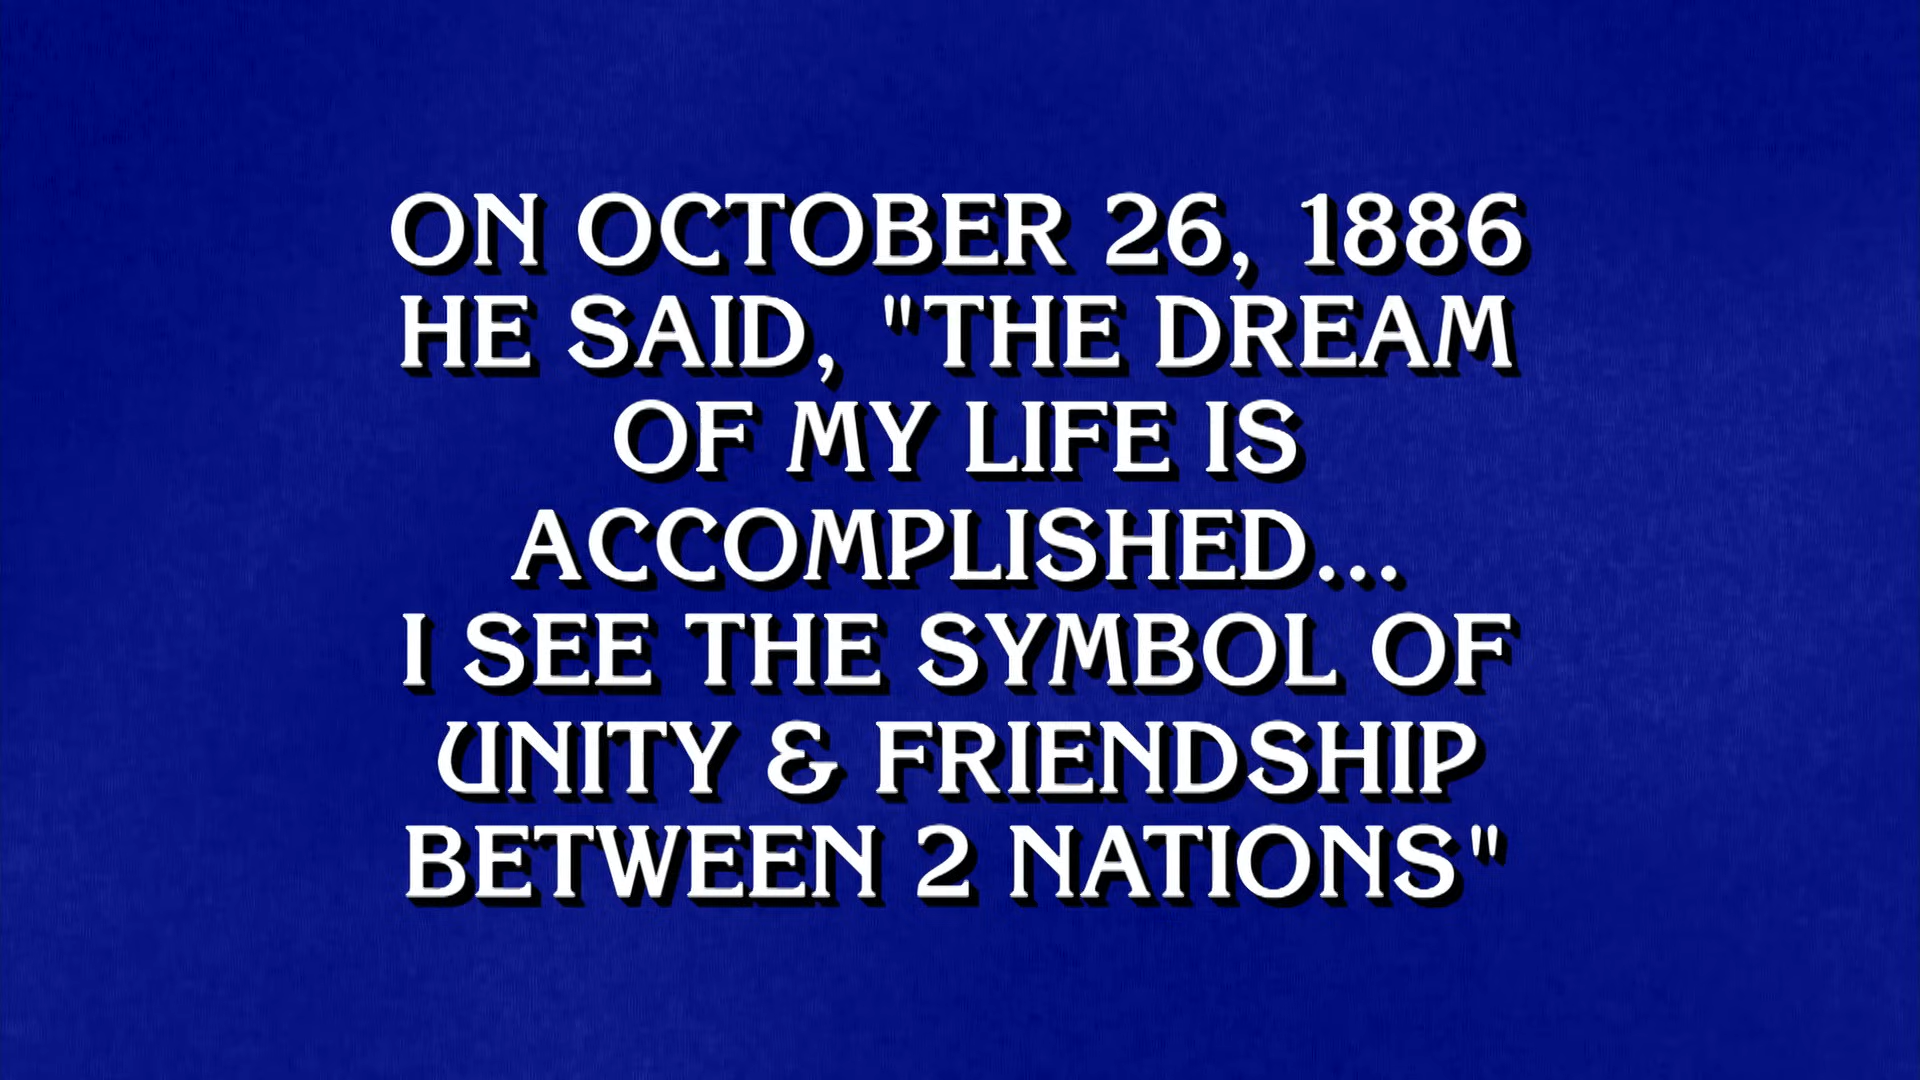 ON OCTOBER 26, 1886
HE SAID, "THE DREAM
OF MY LIFE IS
ACCOMPLISHED...
I SEE THE SYMBOL OF
UNITY & FRIENDSHIP
BETWEEN 2 NATIONS"